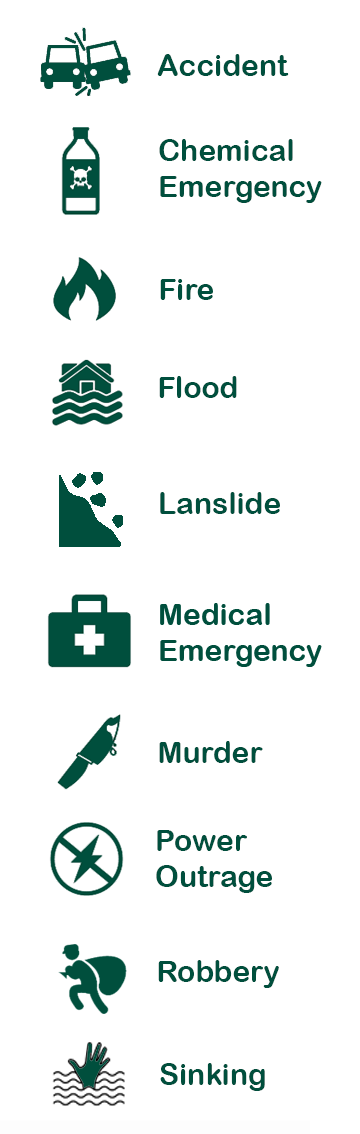 Accident
Chemical
Emergency
Fire
Flood
Lanslide
Medical
Emergency
Murder
Power
Outrage
Robbery
Sinking